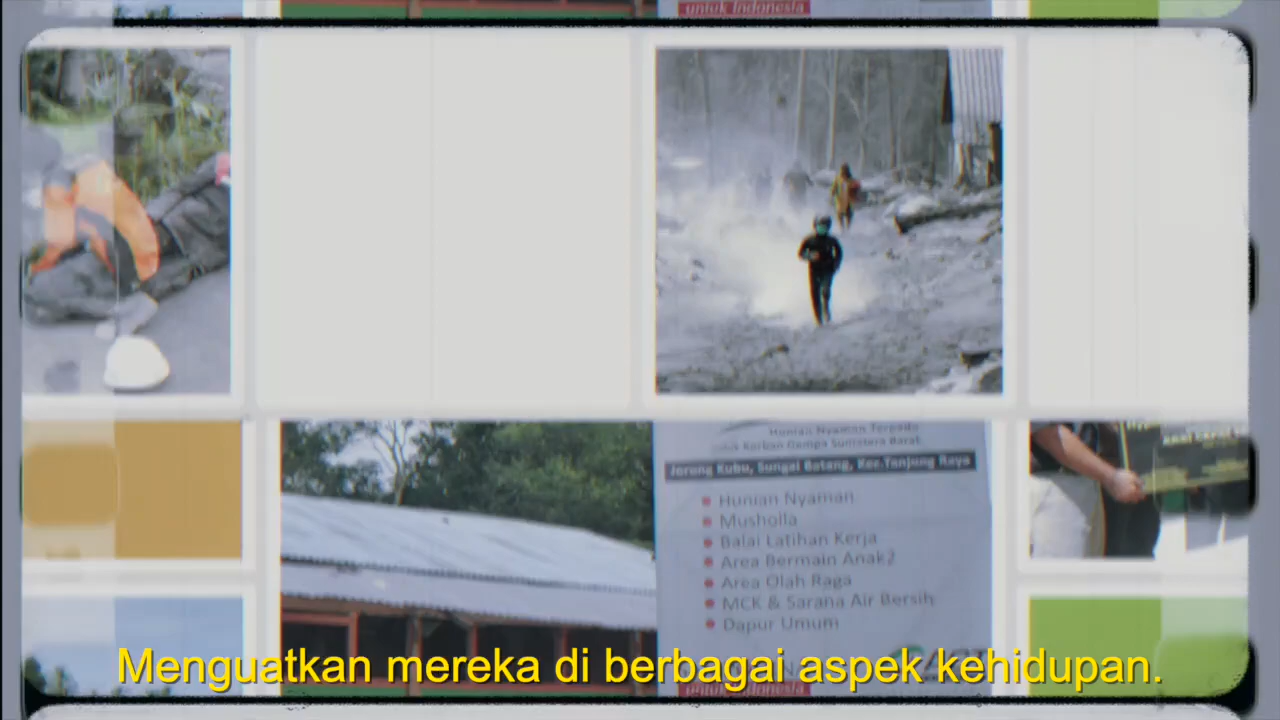 untuk Indonesia
Hunian Nyaman Terpadu
untuk Korban Gempa Sumatera Barat
Jorong Kubu, Sungai Batang, Kec.Tanjung Raya
Hunian Nyaman
Musholla
Balai Latihan Kerja
Area Bermain Anak2
Area Olah Raga
MCK & Sarana Air Bersih
Dapur Umum
Menguatkan mereka di berbagai aspek kehidupan.
untuk Indonesia